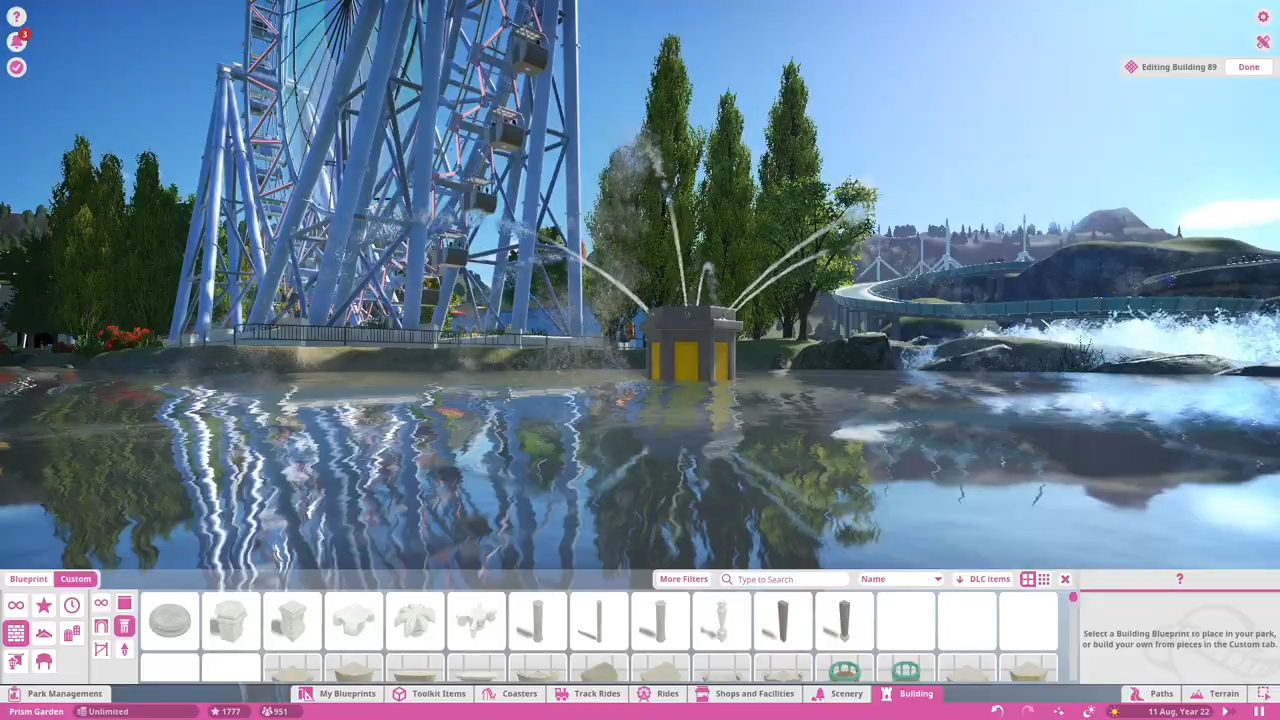 ?
3
Editing Building 89 Done
Blueprint Custom
More Filters Type to Search Name DLC items ?
Select a Building Blueprint to place in your park,
or build your own from pieces in the Custom tab.
Park Management My Blueprints Toolkit Items Coasters Track Rides Rides Shops and Facilities Scenery Building Paths Terrain
Prism Garden Unlimited 1777 951 11 Aug, Year 22